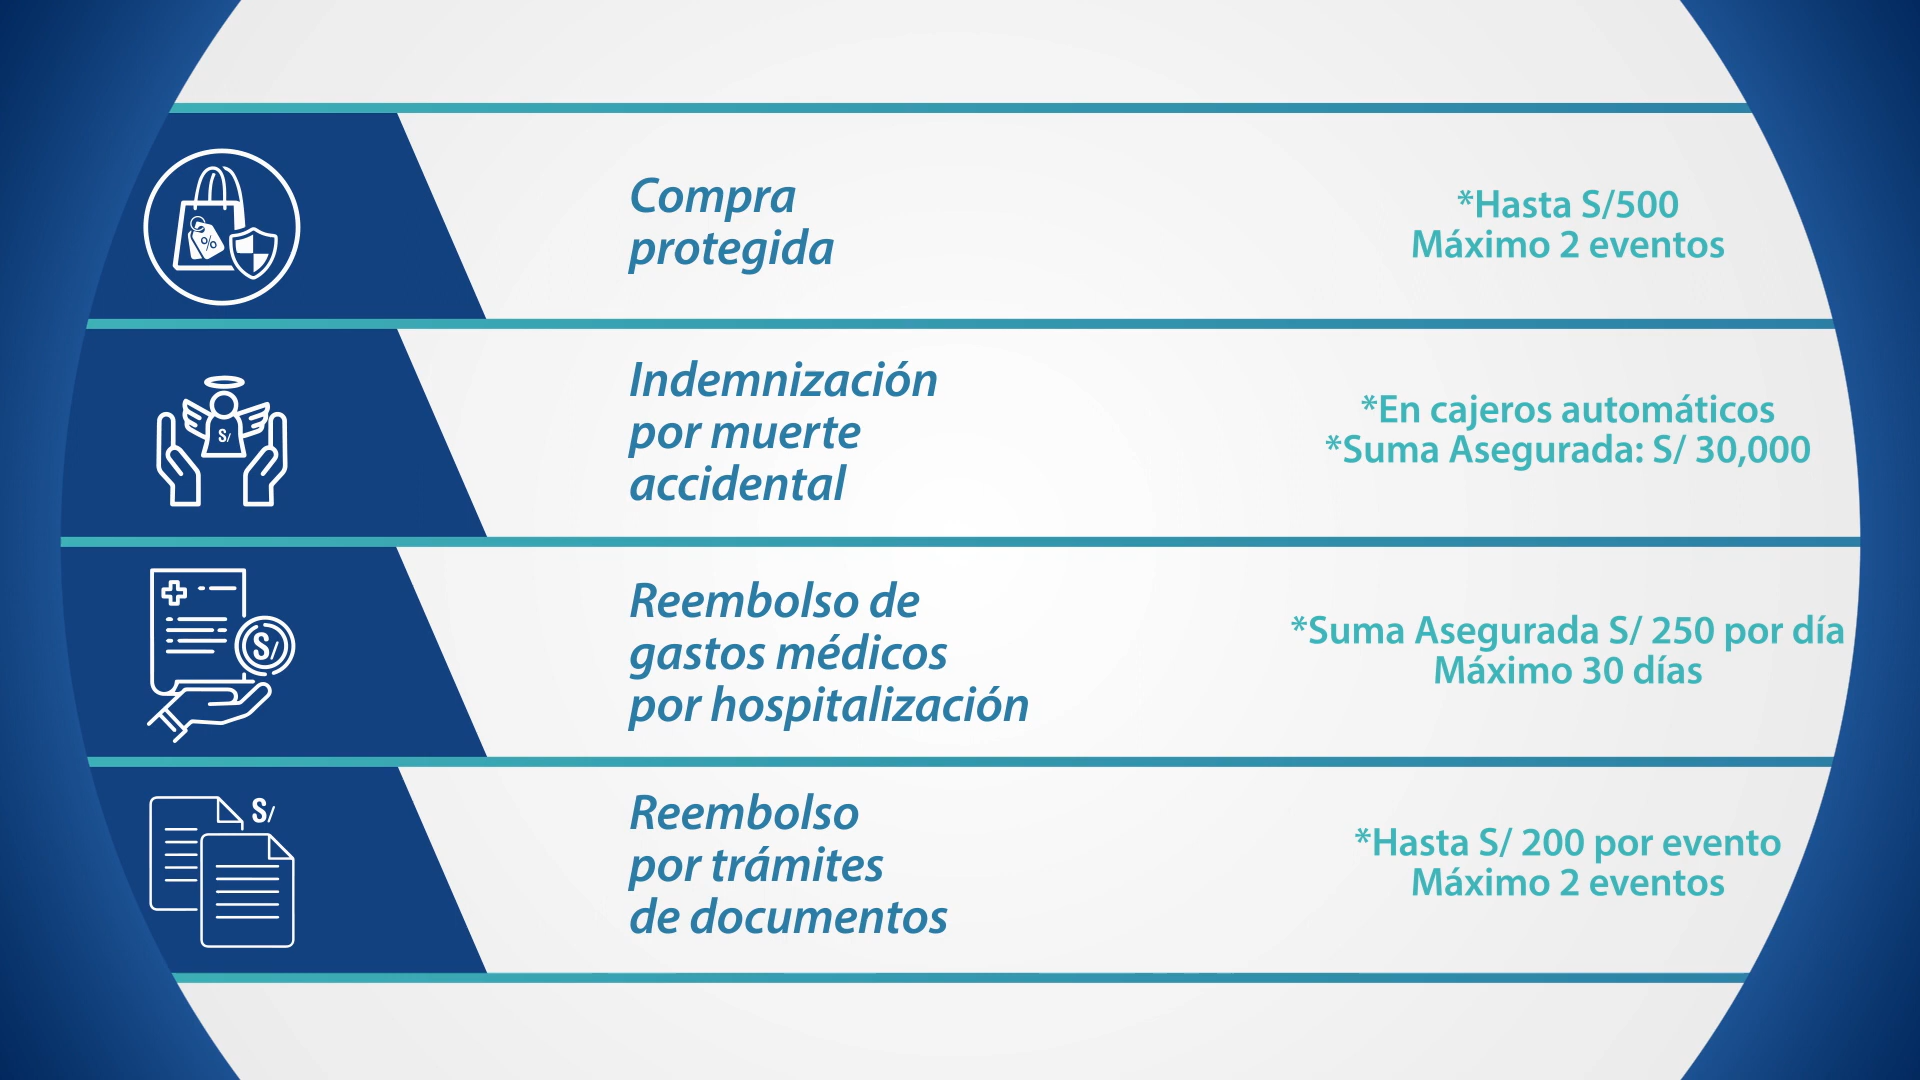 Compra
protegida
*Hasta S/500
Máximo 2 eventos
Indemnización
por muerte
accidental
*En cajeros automáticos
*Suma Asegurada: S/ 30,000
Reembolso de
gastos médicos
por hospitalización
*Suma Asegurada S/ 250 por día
Máximo 30 días
Reembolso
por trámites
de documentos
*Hasta S/ 200 por evento
Máximo 2 eventos
%
S/
S/
S/